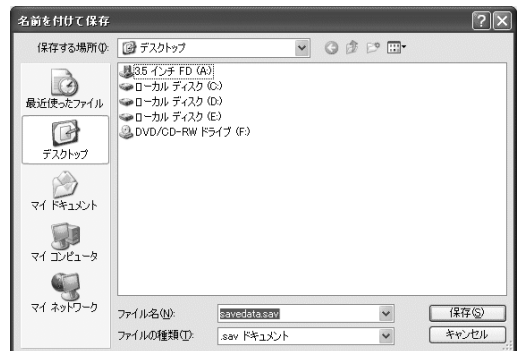 名前を付けて保存
保存する場所(I):
デスクトップ
3.5 インチ FD (A:)
ローカル ディスク (C:)
ローカル ディスク (D:)
ローカル ディスク (E:)
DVD/CD-RW ドライブ (F:)
最近使ったファイル
デスクトップ
マイ ドキュメント
マイ コンピュータ
マイ ネットワーク
ファイル名(N):
savedata.sav
保存(S)
ファイルの種類(T):
.sav ドキュメント
キャンセル